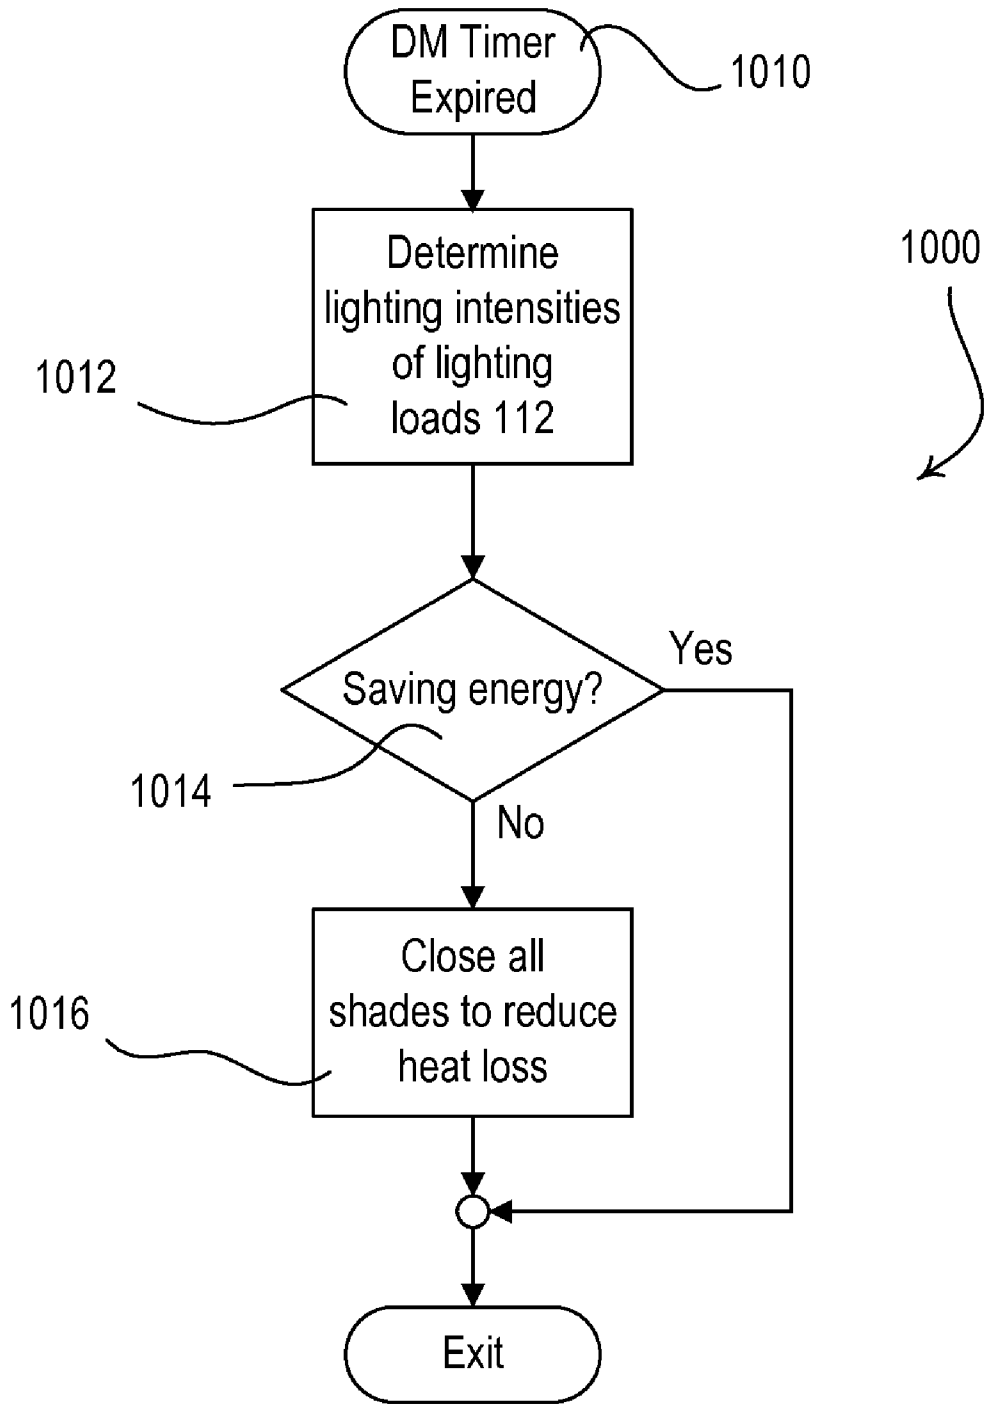 DM Timer
Expired
1010
Determine
lighting intensities
of lighting
loads 112
1012
1000
Saving energy?
Yes
1014
No
Close all
shades to reduce
heat loss
1016
Exit